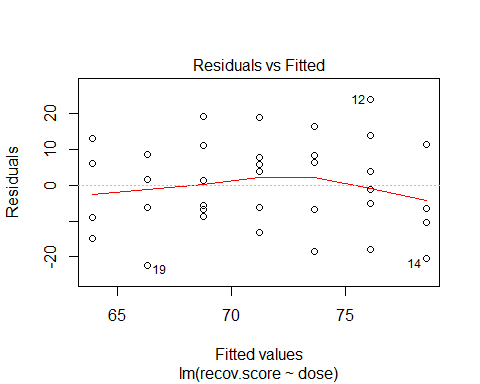 Residuals vs Fitted
Residuals
20
10
0
-20
12
19
14
65
70
75
Fitted values
lm(recov.score ~ dose)